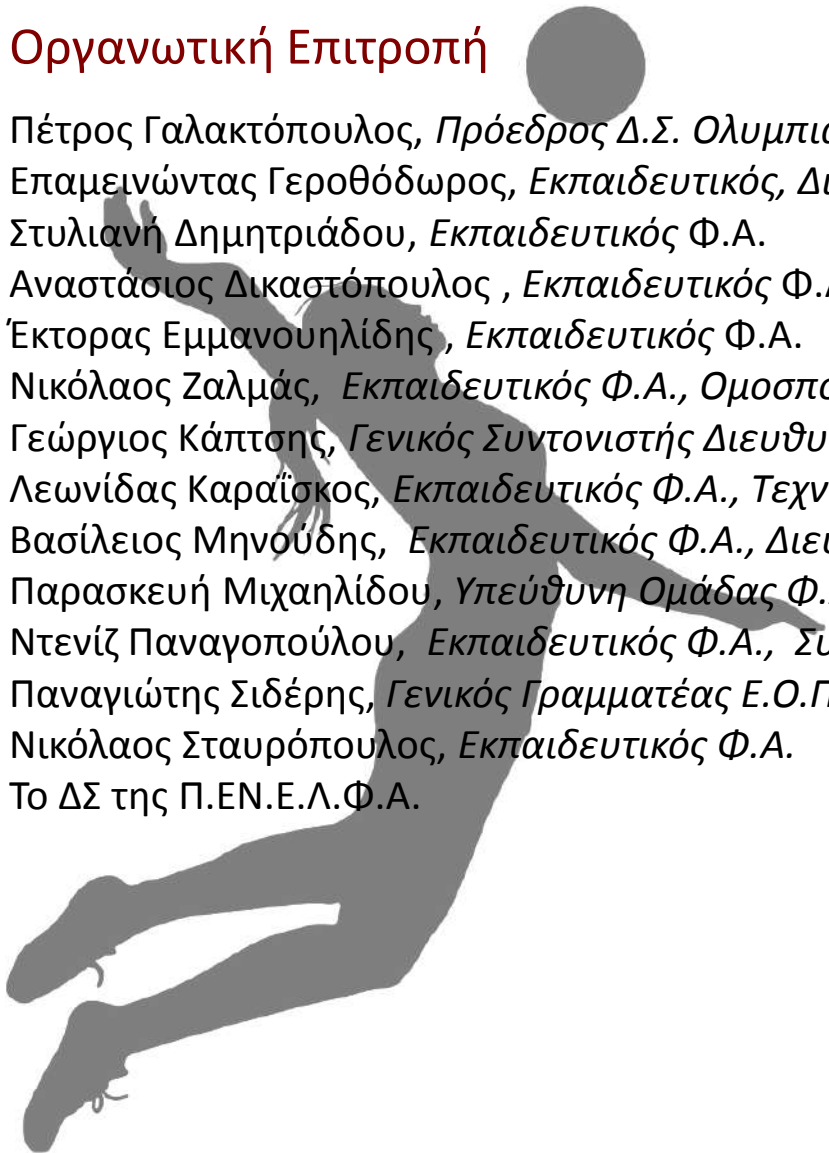 Οργανωτική Επιτροπή
Πέτρος Γαλακτόπουλος, Πρόεδρος Δ.Σ.
Επαμεινώντας Γεροθόδωρος, Εκπαιδευτικός,
Στυλιανή Δημητριάδου, Εκπαιδευτικός Φ.Α.
Αναστάσιος Δικαστόπουλος , Εκπαιδευτικός Φ.Α
Έκτορας Εμμανουηλίδης , Εκπαιδευτικός Φ.Α.
Νικόλαος Ζαλμάς, Εκπαιδευτικός Φ.Α.,
Γεώργιος Κάπτσης, Γενικός Συντονιστής
Λεωνίδας Καραΐσκος, Εκπαιδευτικός Φ.Α.,
Βασίλειος Μηνούδης, Εκπαιδευτικός Φ.Α.,
Παρασκευή Μιχαηλίδου, Υπεύθυνη Ομάδας Φ.
Ντενίζ Παναγοπούλου, Εκπαιδευτικός Φ.Α.,
Παναγιώτης Σιδέρης, Γενικός Γραμματέας
Νικόλαος Σταυρόπουλος, Εκπαιδευτικός Φ.Α.
Το ΔΣ της Π.ΕΝ.Ε.Λ.Φ.Α.